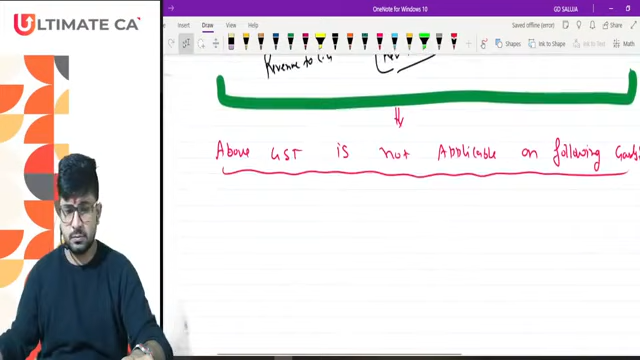 ULTIMATE CA
OneNote for Windows 10
GD SALUJA
Home
Insert
Draw
View
Help
Saved offline (error)
Shapes
Ink to Shape
Ink to Text
Math
Revenue to
Above GST is not Applicable on following Goods